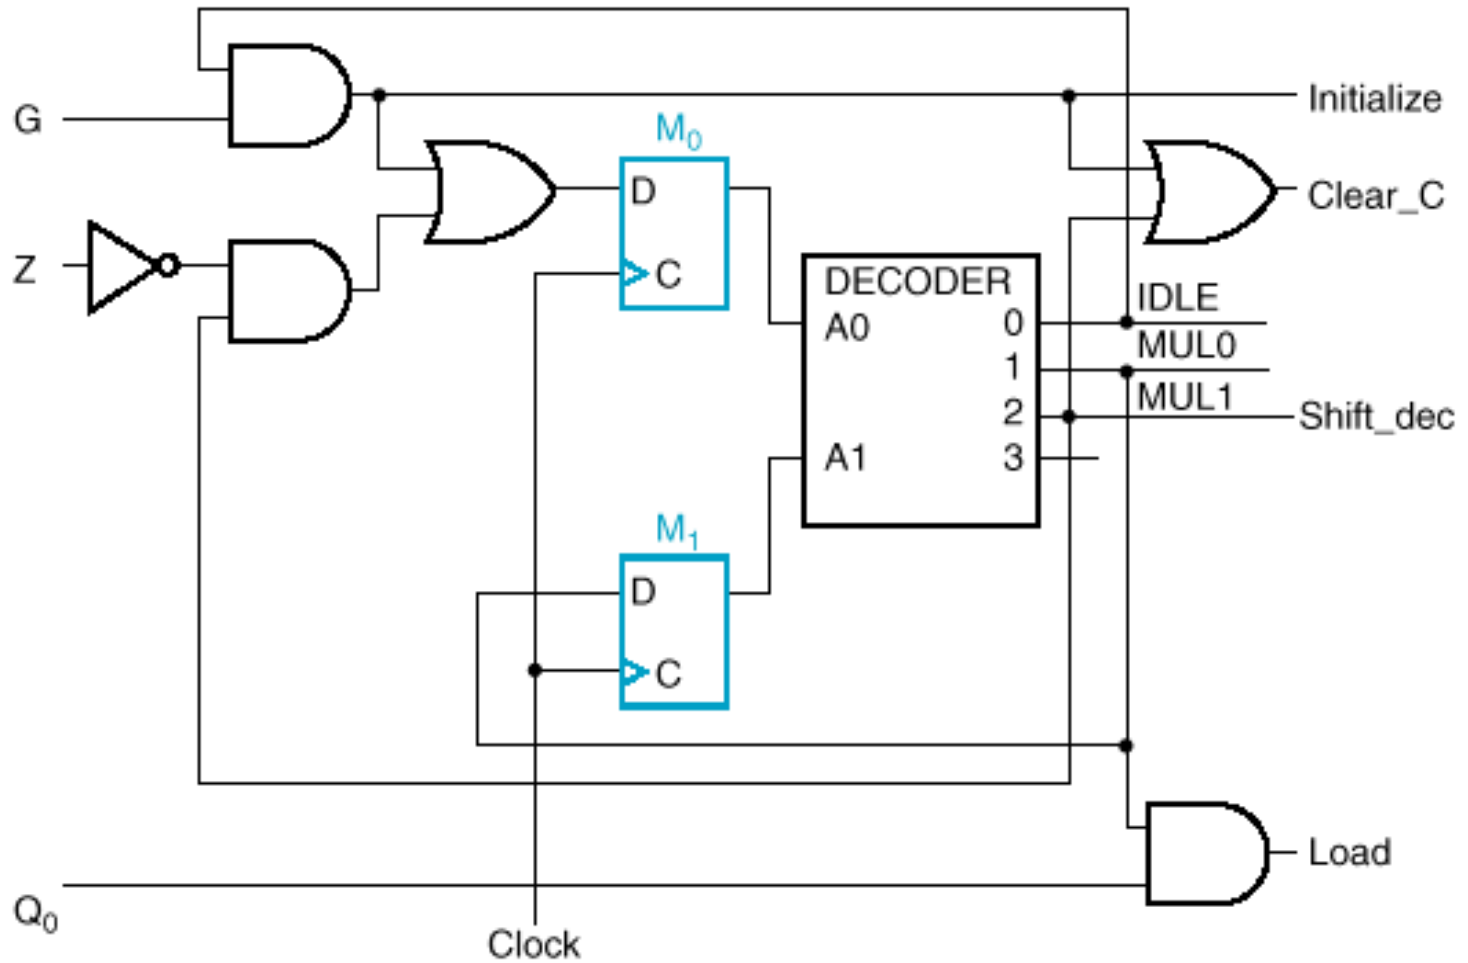 Initialize
G
M0
D
Clear_C
Z
C
DECODER
IDLE
A0
0
MUL0
1
MUL1
2
Shift_dec
A1
3
M1
D
C
Load
Q0
Clock